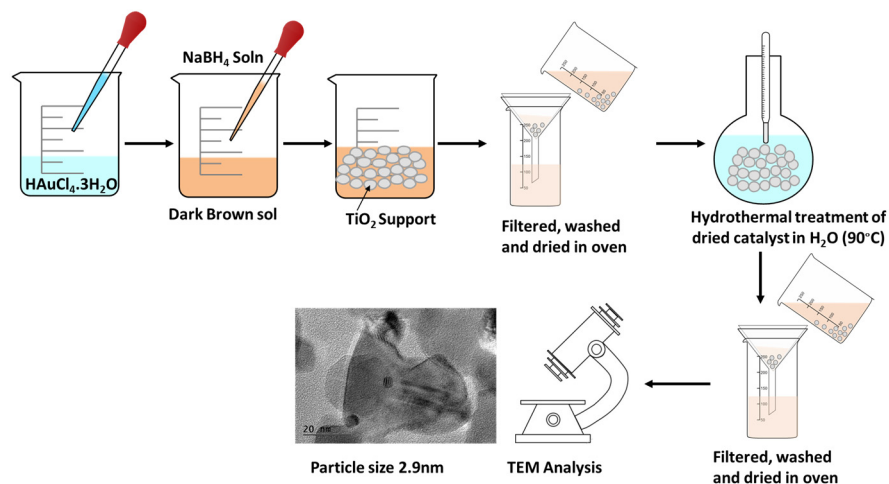 NaBH₄ Soln
HAuCl₄.3H₂O
Dark Brown sol
TiO₂ Support
Filtered, washed
and dried in oven
Hydrothermal treatment of
dried catalyst in H₂O (90°C)
20 nm
Particle size 2.9nm
TEM Analysis
Filtered, washed
and dried in oven